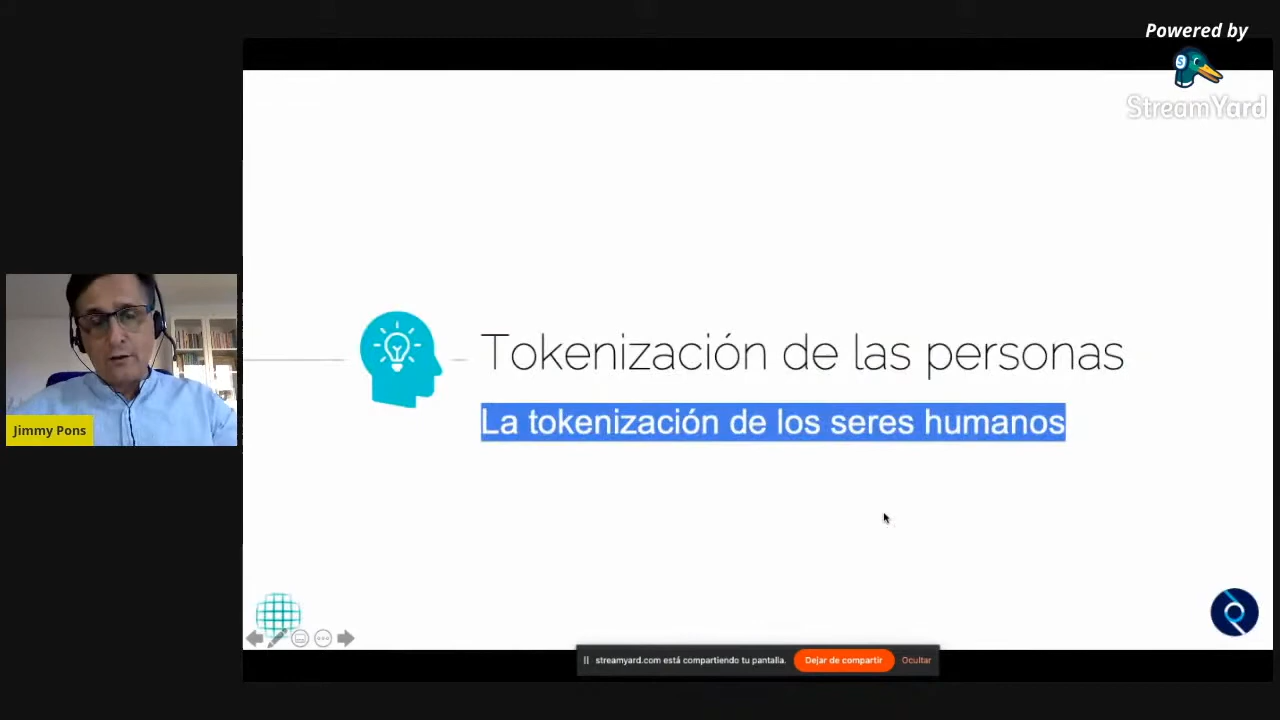 Powered by
StreamYard
Tokenización de las personas
La tokenización de los seres humanos
Jimmy Pons
streamyard.com está compartiendo tu pantalla.
Dejar de compartir
Ocultar